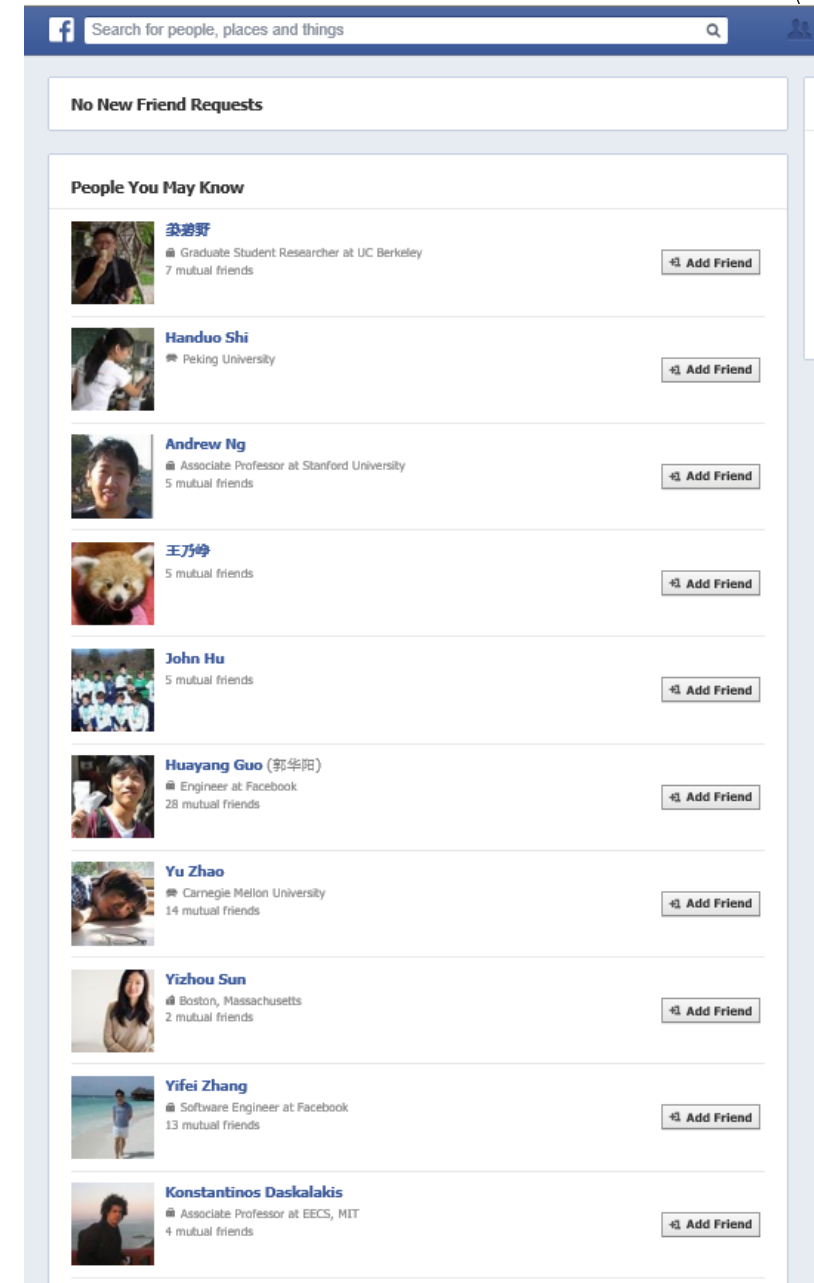 f
Search for people, places and things
No New Friend Requests
People You May Know
Graduate Student Researcher at UC Berkeley
7 mutual friends
Add Friend
Handuo Shi
Peking University
Add Friend
Andrew Ng
Associate Professor at Stanford University
5 mutual friends
Add Friend
王乃峥
5 mutual friends
Add Friend
John Hu
5 mutual friends
Add Friend
Huayang Guo (郭华阳)
Engineer at Facebook
28 mutual friends
Add Friend
Yu Zhao
Carnegie Mellon University
14 mutual friends
Add Friend
Yizhou Sun
Boston, Massachusetts
2 mutual friends
Add Friend
Yifei Zhang
Software Engineer at Facebook
13 mutual friends
Add Friend
Konstantinos Daskalakis
Associate Professor at EECS, MIT
4 mutual friends
Add Friend